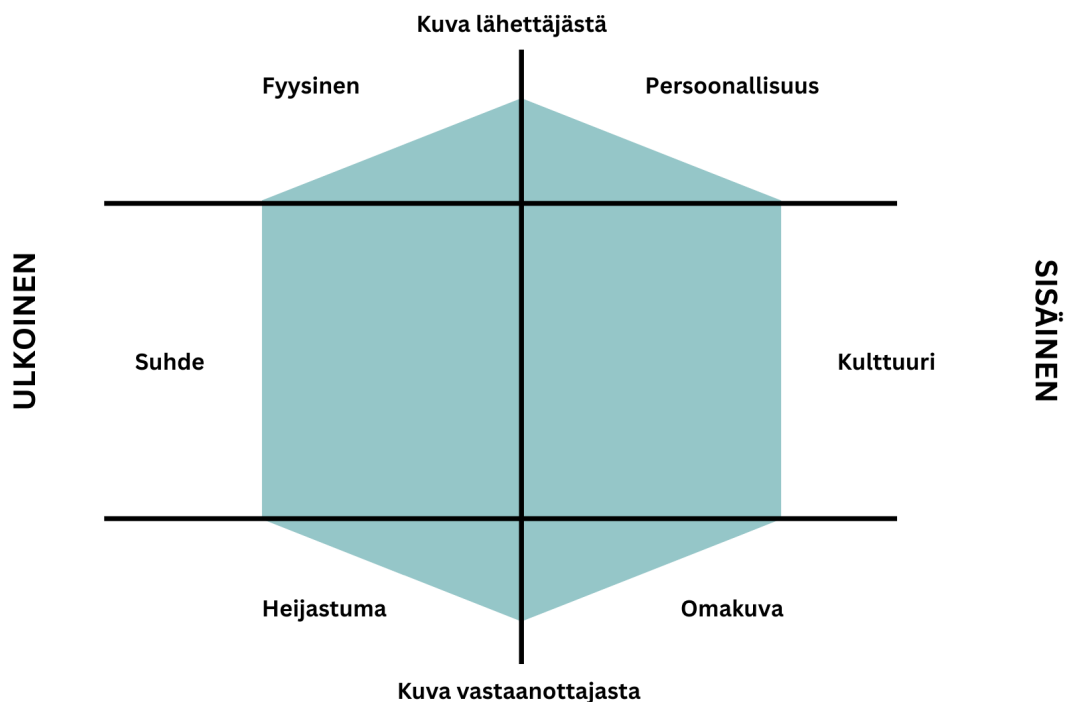 Kuva lähettäjästä
Fyysinen
Persoonallisuus
ULKOINEN
SISÄINEN
Suhde
Kulttuuri
Heijastuma
Omakuva
Kuva vastaanottajasta